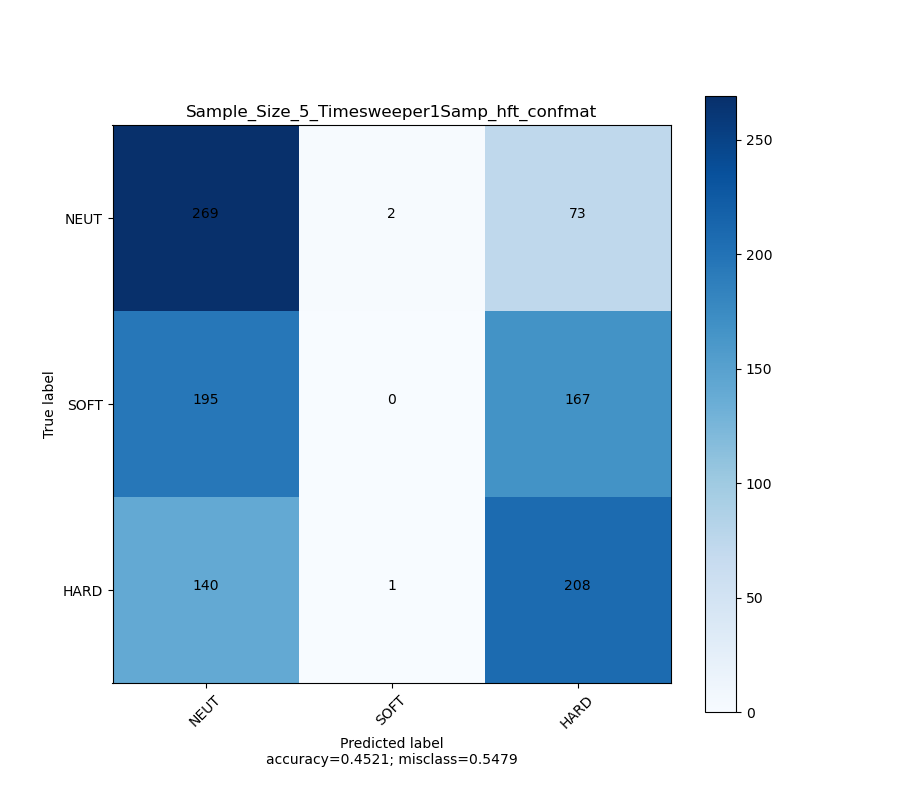 Sample_Size_5_Timesweeper1Samp_hft_confmat
NEUT 269 2 73
SOFT 195 0 167
HARD 140 1 208
True label
NEUT SOFT HARD
Predicted label
accuracy=0.4521; misclass=0.5479
250
200
150
100
50
0